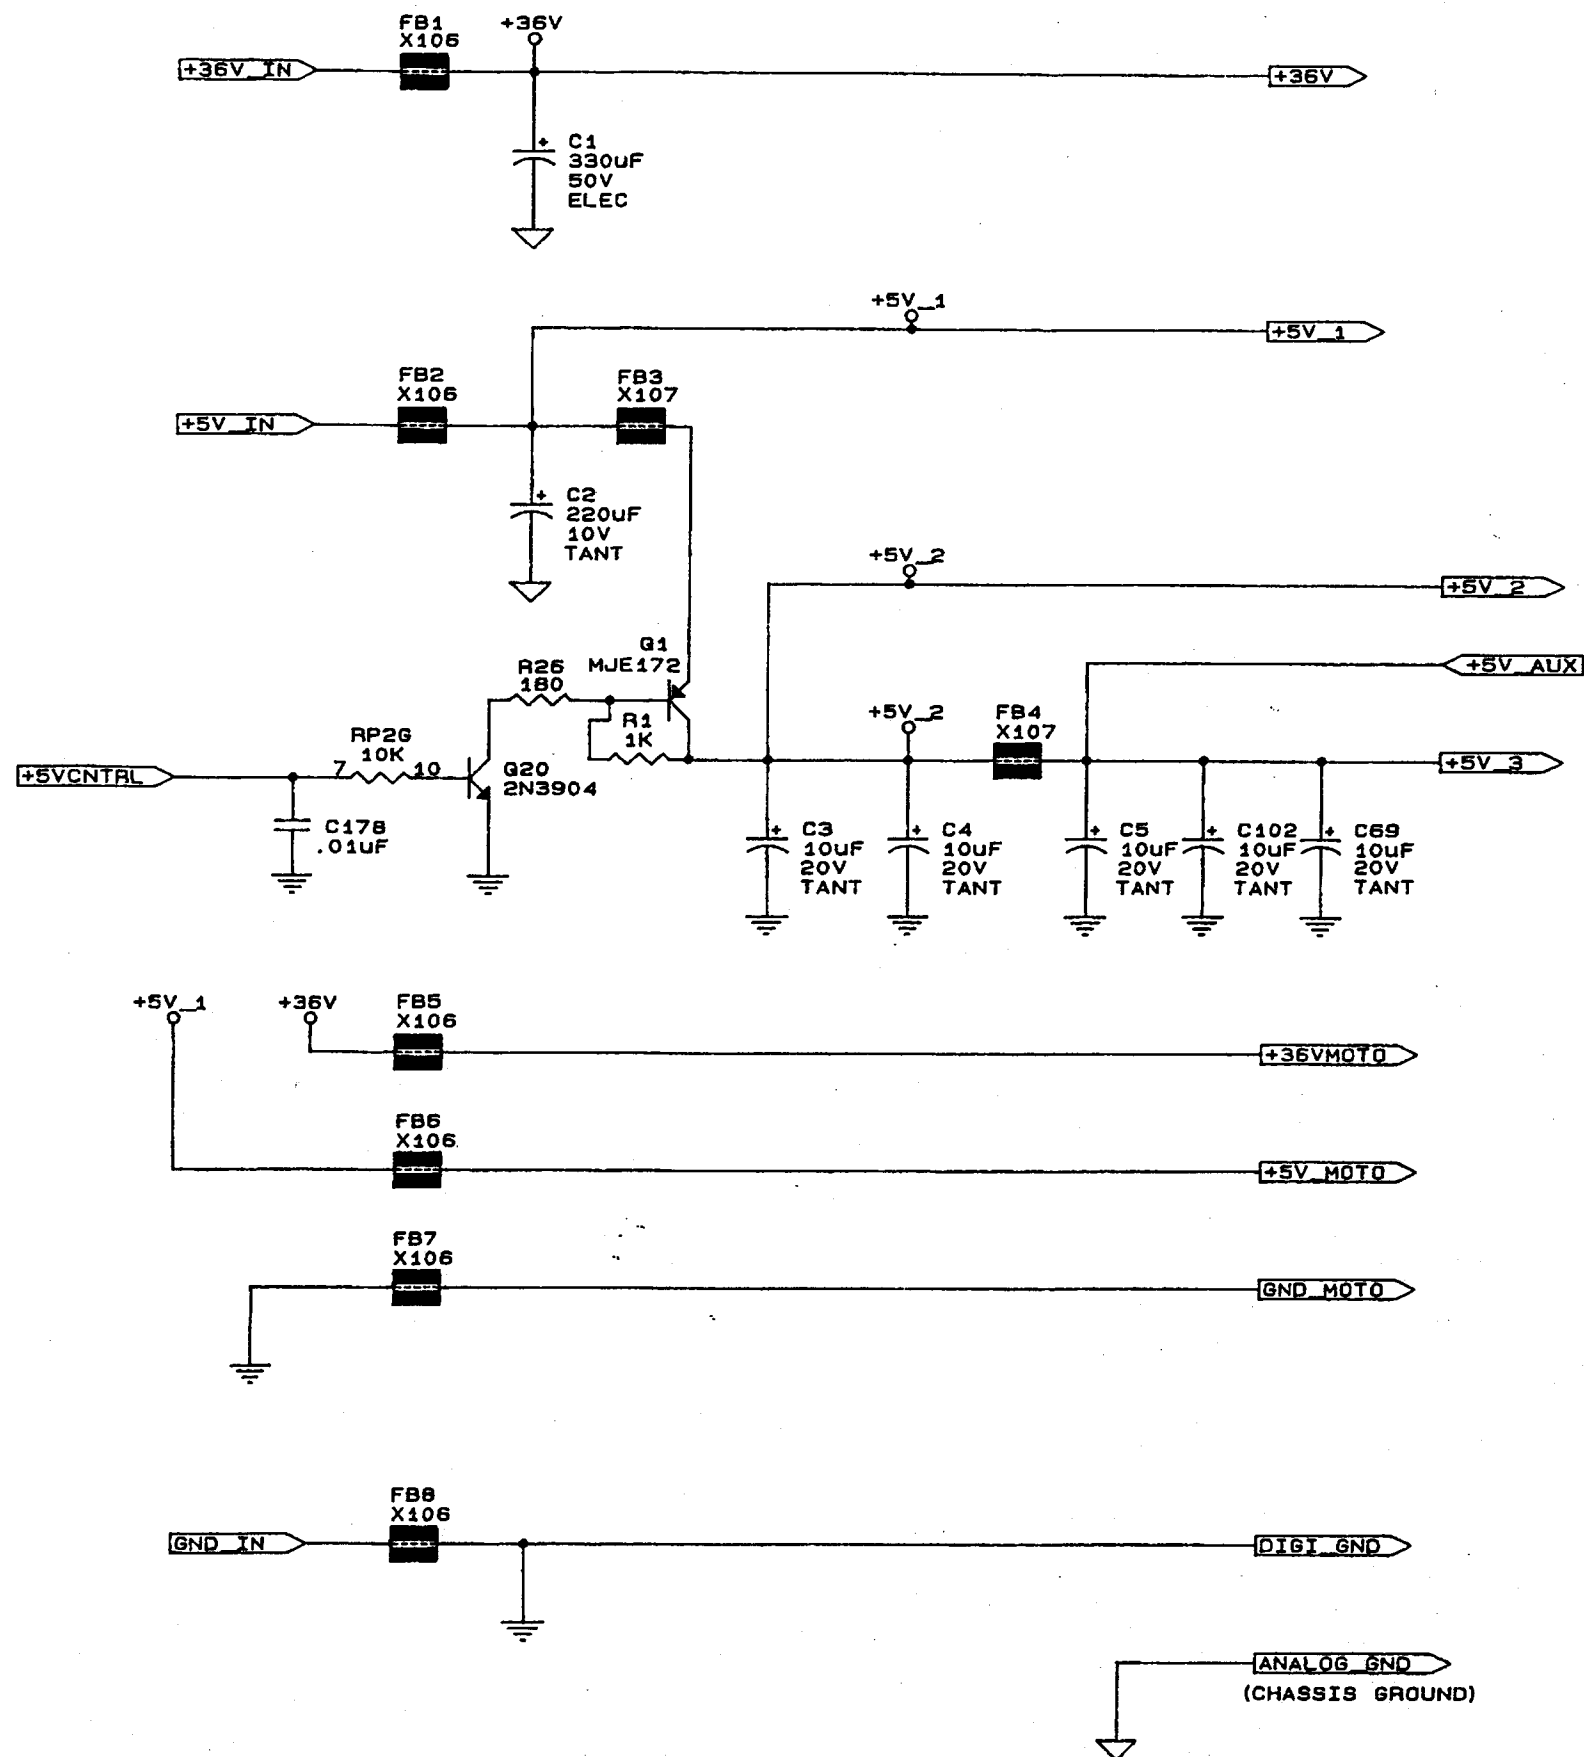 FB1
X106
+36V
+36V_IN
+36V
+
C1
330uF
50V
ELEC
+5V_1
+5V_1
FB2
X106
FB3
X107
+5V_IN
+
C2
220uF
10V
TANT
+5V_2
+5V_2
Q1
MJE172
+5V_AUX
R26
180
R1
1K
+5V_2
FB4
X107
RP2G
10K
+5VCNTRL
7
10
Q20
2N3904
+5V_3
C178
.01uF
+
C3
10uF
20V
TANT
+
C4
10uF
20V
TANT
+
C5
10uF
20V
TANT
+
C102
10uF
20V
TANT
+
C69
10uF
20V
TANT
+5V_1
+36V
FB5
X106
+36VMOTO
FB6
X106
+5V_MOTO
FB7
X106
GND_MOTO
FB8
X106
GND_IN
DIGI_GND
ANALOG_GND
(CHASSIS GROUND)